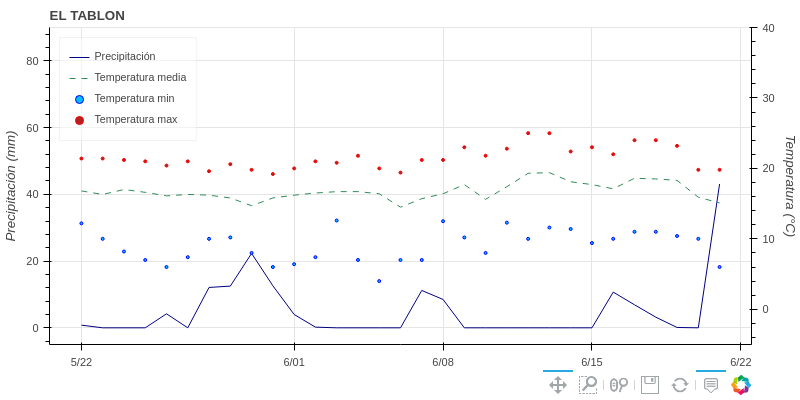 EL TABLON
Precipitación
Temperatura media
Temperatura min
Temperatura max
Precipitación (mm)
80
60
40
20
0
40
30
20
10
0
Temperatura (°C)
5/22
6/01
6/08
6/15
6/22